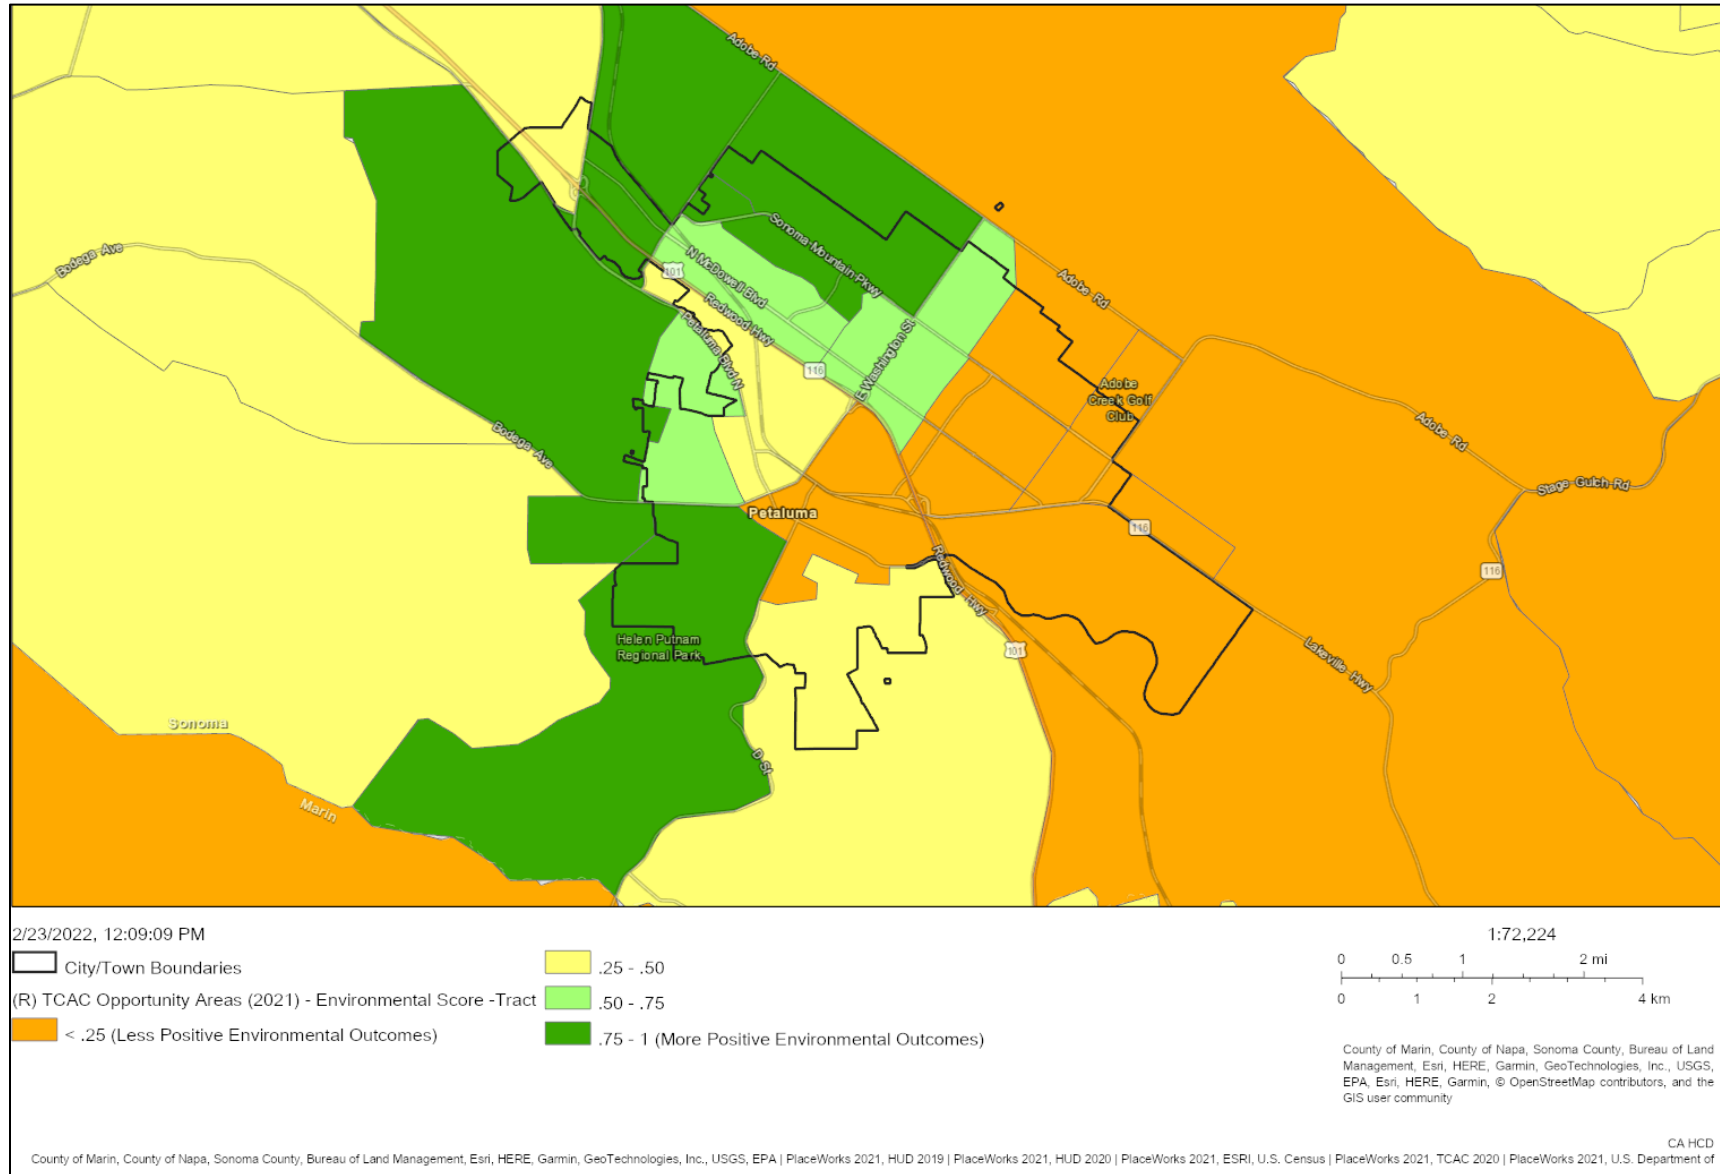 Adobe Rd
Bodega Ave
Sonoma Mountain Pkwy
N McDowell Blvd
101
Redwood Hwy
Petaluma Blvd N
116
E Washington St
Adobe Rd
Adobe
Creek Golf
Club
Adobe Rd
Bodega Ave
Stage Gulch Rd
Petaluma
116
Redwood Hwy
116
Helen Putnam
Regional Park
101
Lakeville Hwy
Sonoma
D St
Marin
2/23/2022, 12:09:09 PM
City/Town Boundaries
(R) TCAC Opportunity Areas (2021) - Environmental Score -Tract
< .25 (Less Positive Environmental Outcomes)
.25 - .50
.50 - .75
.75 - 1 (More Positive Environmental Outcomes)
1:72,224
0 0.5 1 2 mi
0 1 2 4 km
County of Marin, County of Napa, Sonoma County, Bureau of Land
Management, Esri, HERE, Garmin, GeoTechnologies, Inc., USGS,
EPA, Esri, HERE, Garmin, © OpenStreetMap contributors, and the
GIS user community
CA HCD
County of Marin, County of Napa, Sonoma County, Bureau of Land Management, Esri, HERE, Garmin, GeoTechnologies, Inc., USGS, EPA | PlaceWorks 2021, HUD 2019 | PlaceWorks 2021, HUD 2020 | PlaceWorks 2021, ESRI, U.S. Census | PlaceWorks 2021, TCAC 2020 | PlaceWorks 2021, U.S. Department of